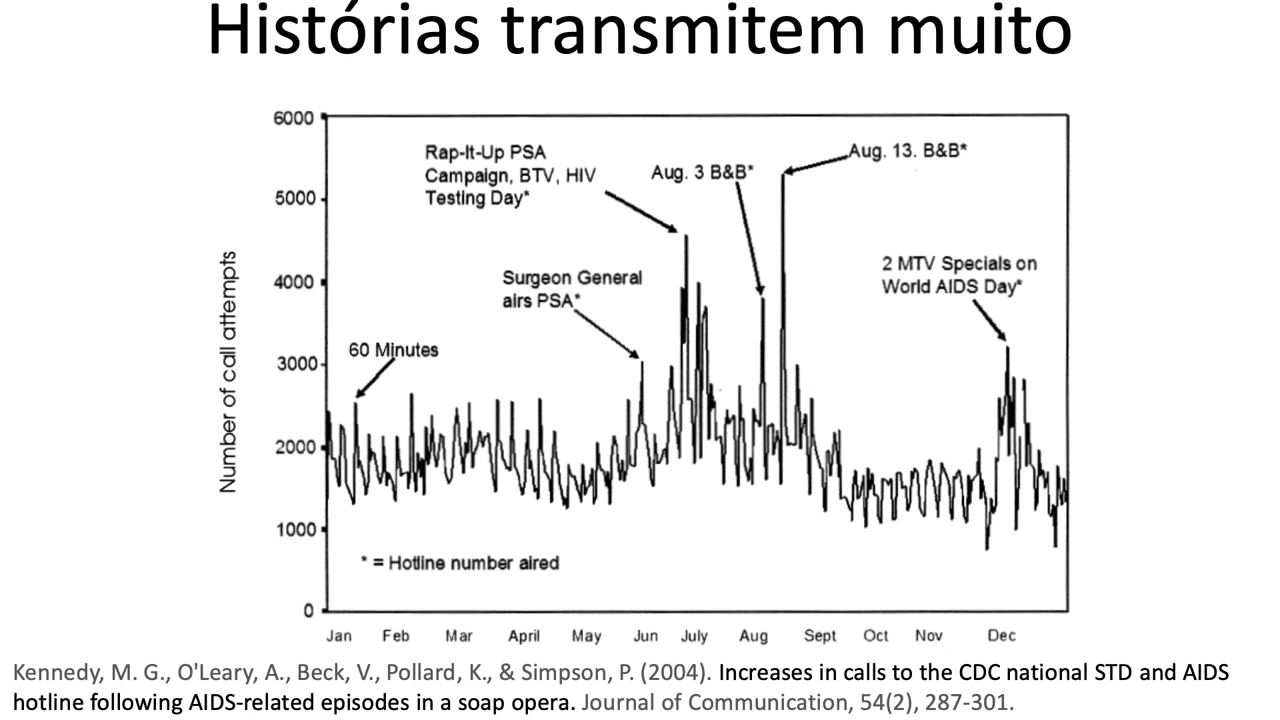 Histórias transmitem muito
6000
Rap-It-Up PSA
Campaign, BTV, HIV
Testing Day*
Aug. 3 B&B*
Aug. 13. B&B*
5000
2 MTV Specials on
World AIDS Day*
4000
Surgeon General
airs PSA*
60 Minutes
3000
Number of call attempts
2000
1000
* = Hotline number aired
0
Jan Feb Mar April May Jun July Aug Sept Oct Nov Dec
Kennedy, M. G., O'Leary, A., Beck, V., Pollard, K., & Simpson, P. (2004). Increases in calls to the CDC national STD and AIDS
hotline following AIDS-related episodes in a soap opera. Journal of Communication, 54(2), 287-301.